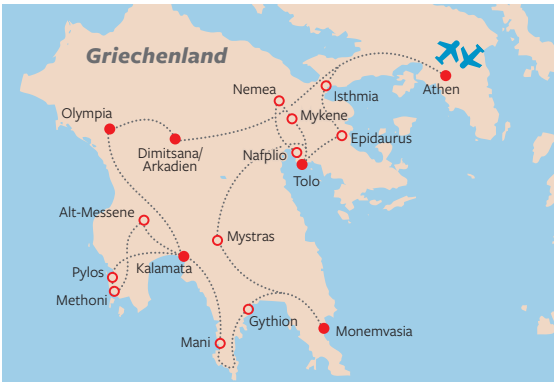 Griechenland
Athen
Isthmia
Nemea
Mykene
Epidaurus
Nafplio
Tolo
Olympia
Dimitsana/
Arkadien
Alt-Messene
Mystras
Pylos
Kalamata
Methoni
Gythion
Monemvasia
Mani